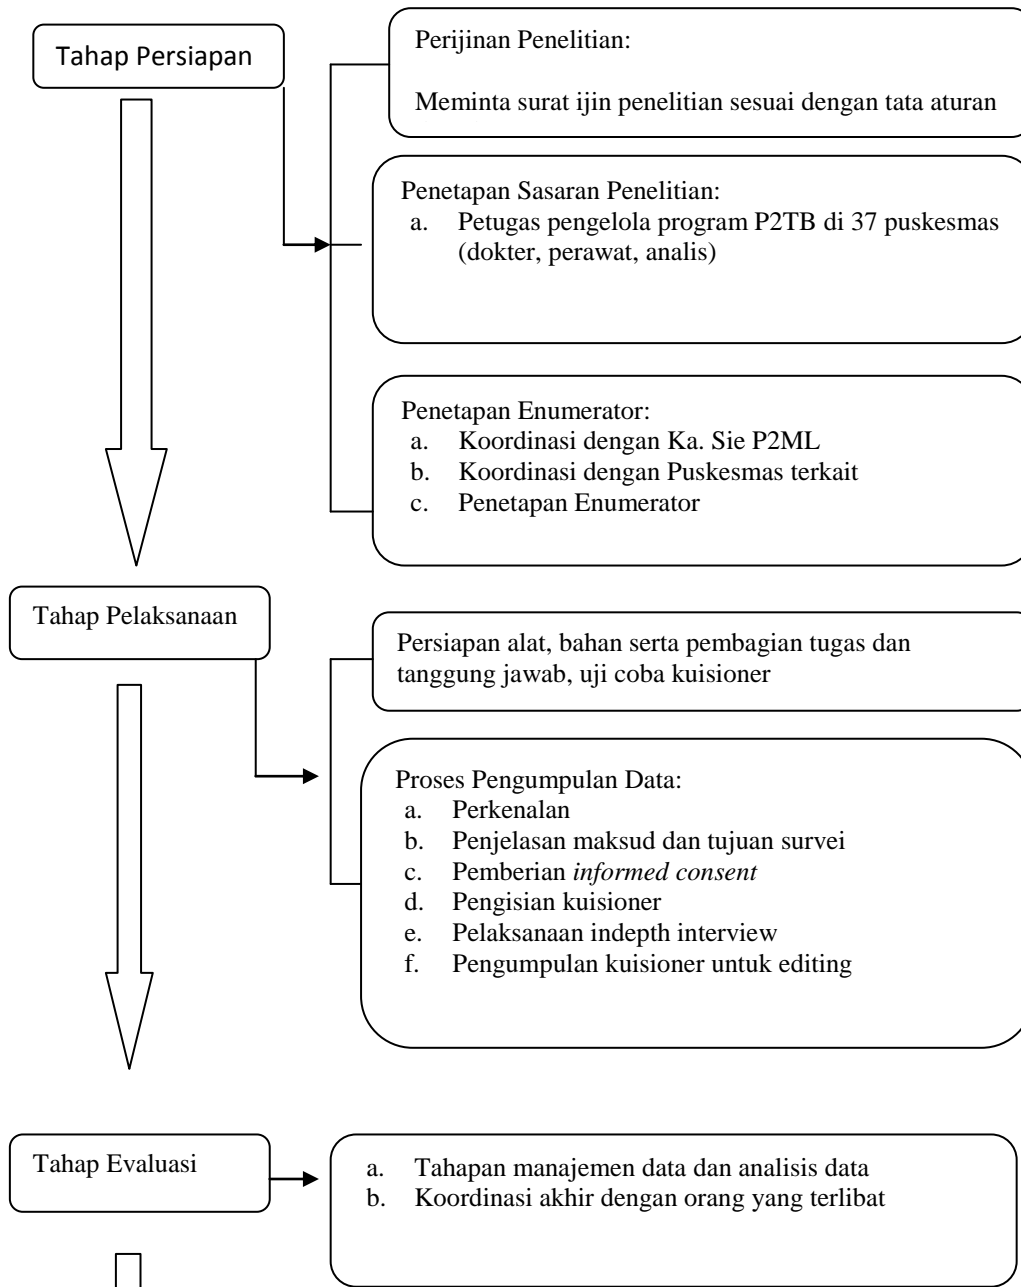 Tahap Persiapan
Perijinan Penelitian:
Meminta surat ijin penelitian sesuai dengan tata aturan
Penetapan Sasaran Penelitian:
a. Petugas pengelola program P2TB di 37 puskesmas
(dokter, perawat, analis)
Penetapan Enumerator:
a. Koordinasi dengan Ka. Sie P2ML
b. Koordinasi dengan Puskesmas terkait
c. Penetapan Enumerator
Tahap Pelaksanaan
Persiapan alat, bahan serta pembagian tugas dan
tanggung jawab, uji coba kuisioner
Proses Pengumpulan Data:
a. Perkenalan
b. Penjelasan maksud dan tujuan survei
c. Pemberian informed consent
d. Pengisian kuisioner
e. Pelaksanaan indepth interview
f. Pengumpulan kuisioner untuk editing
Tahap Evaluasi
a. Tahapan manajemen data dan analisis data
b. Koordinasi akhir dengan orang yang terlibat